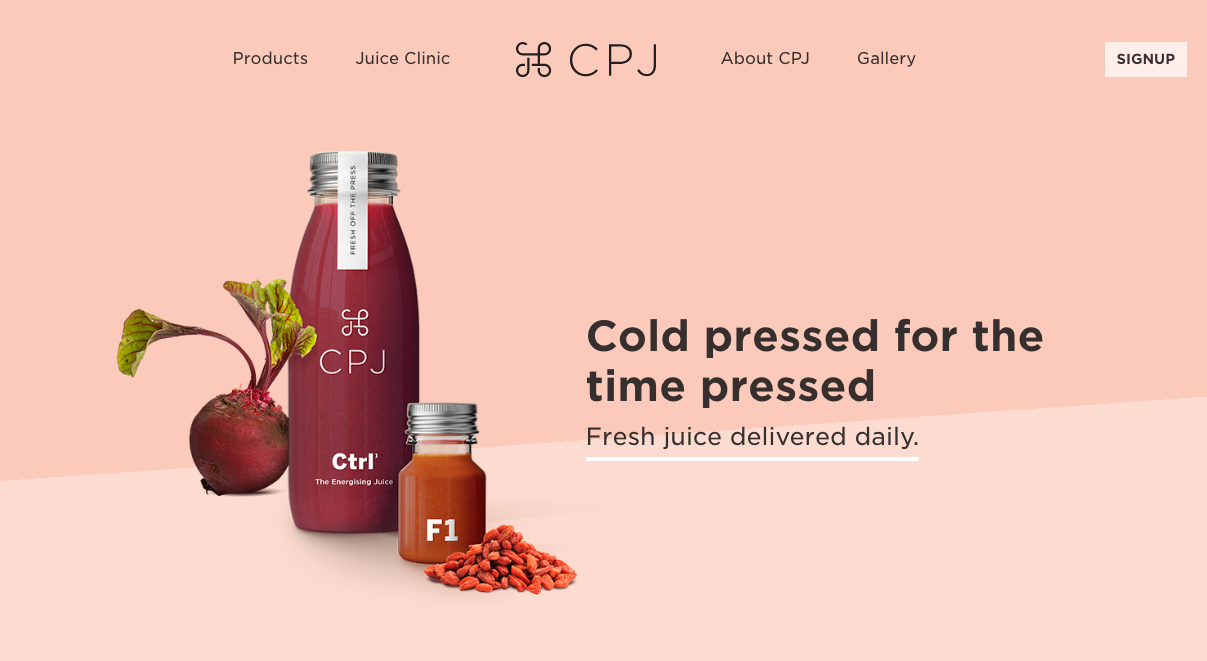 Products
Juice Clinic
⌘ CPJ
About CPJ
Gallery
SIGNUP
FRESH OFF THE PRESS
⌘
CPJ
Ctrl¹
The Energising Juice
F1
Cold pressed for the
time pressed
Fresh juice delivered daily.